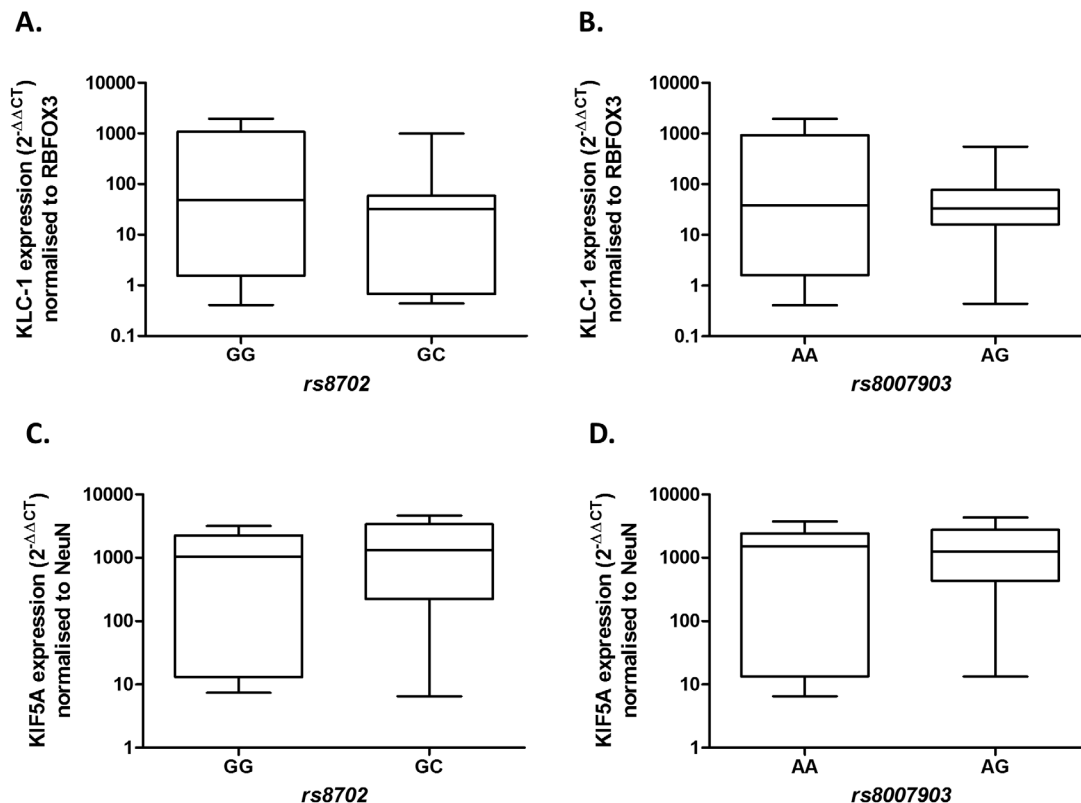 A.
KLC-1 expression (2-ΔΔCT)
normalised to RBFOX3
10000
1000
100
10
1
0.1
GG
GC
rs8702
B.
KLC-1 expression (2-ΔΔCT)
normalised to RBFOX3
10000
1000
100
10
1
0.1
AA
AG
rs8007903
C.
KIF5A expression (2-ΔΔCT)
normalised to NeuN
10000
1000
100
10
1
GG
GC
rs8702
D.
KIF5A expression (2-ΔΔCT)
normalised to NeuN
10000
1000
100
10
1
AA
AG
rs8007903